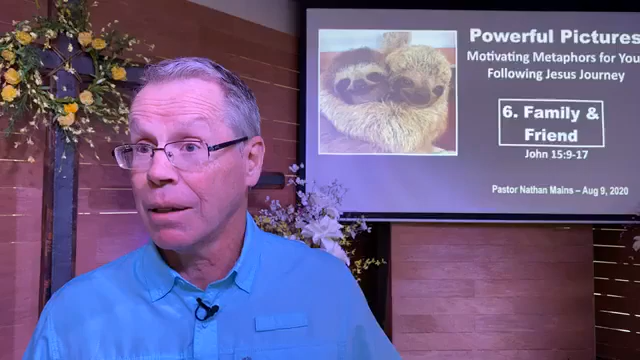 Powerful Pictures
Motivating Metaphors for You
Following Jesus Journey
6. Family &
Friend
John 15:9-17
Pastor Nathan Mains – Aug 9, 2020